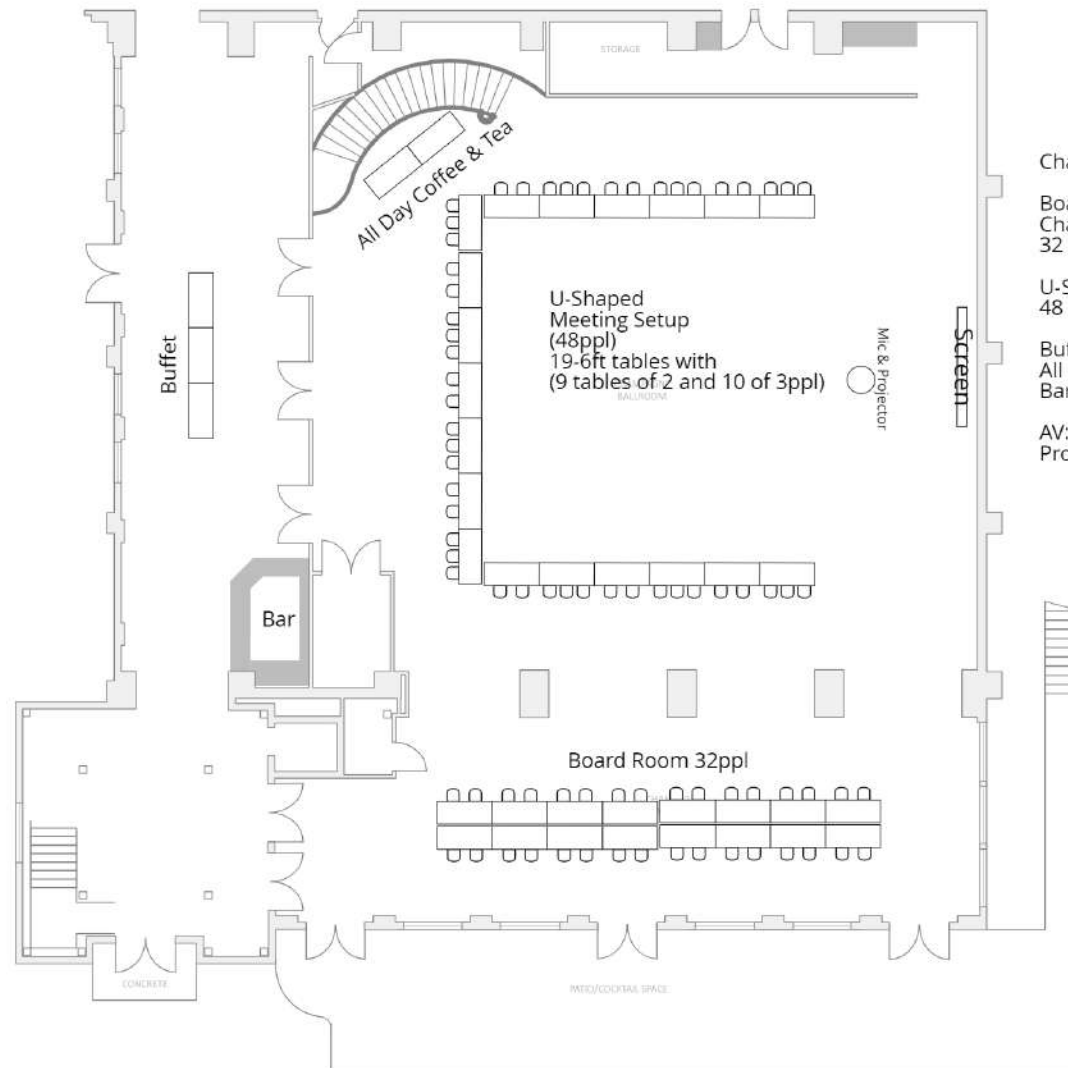 STORAGE
All Day Coffee & Tea
U-Shaped
Meeting Setup
(48ppl)
19-6ft tables with
(9 tables of 2 and 10 of 3ppl)
BALLROOM
Mic & Projector
Screen
Buffet
Bar
Board Room 32ppl
CONCRETE
PATIO/COCKTAIL SPACE
Cha
Boa
Cha
32
U-S
48
Buf
All
Bar
AV:
Pro